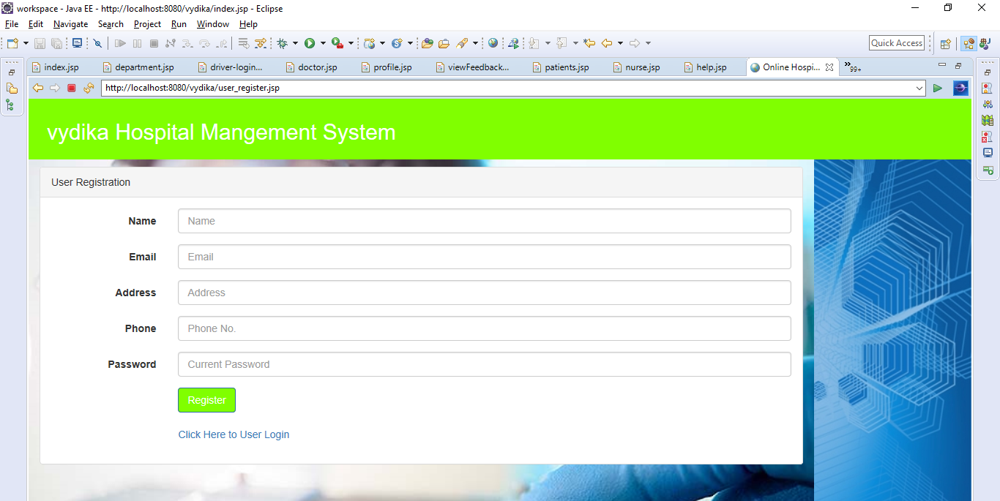 workspace - Java EE - http://localhost:8080/vydika/index.jsp - Eclipse
File Edit Navigate Search Project Run Window Help
Quick Access
index.jsp department.jsp driver-login... doctor.jsp profile.jsp viewFeedback... patients.jsp nurse.jsp help.jsp Online Hospi... »99+
http://localhost:8080/vydika/user_register.jsp
vydika Hospital Mangement System
User Registration
Name Name
Email Email
Address Address
Phone Phone No.
Password Current Password
Register
Click Here to User Login